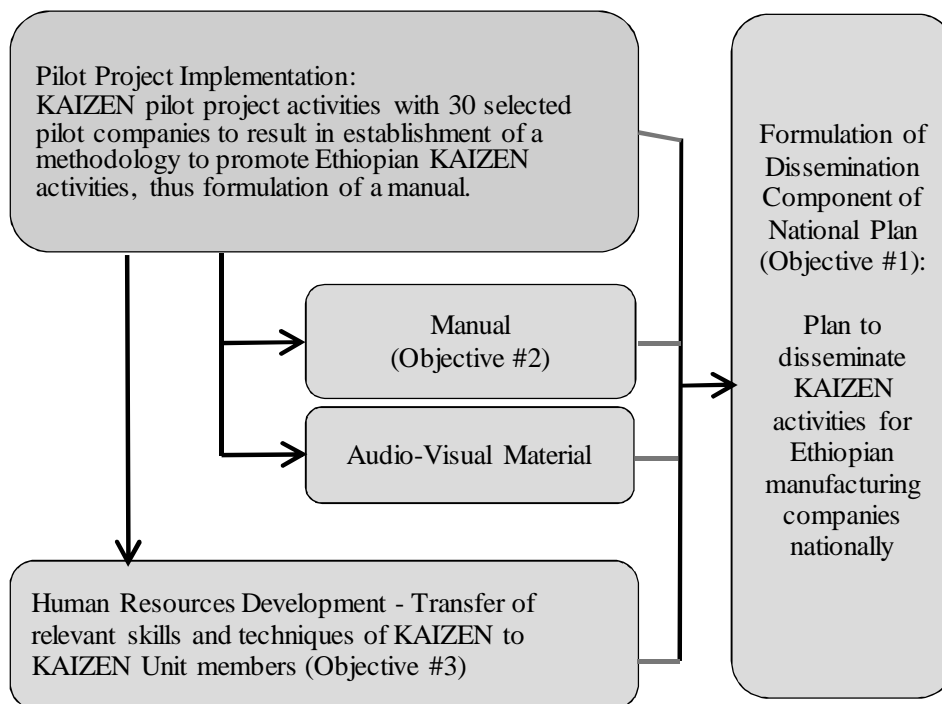 Pilot Project Implementation:
KAIZEN pilot project activities with 30 selected
pilot companies to result in establishment of a
methodology to promote Ethiopian KAIZEN
activities, thus formulation of a manual.
Manual
(Objective #2)
Audio-Visual Material
Human Resources Development - Transfer of
relevant skills and techniques of KAIZEN to
KAIZEN Unit members (Objective #3)
Formulation of
Dissemination
Component of
National Plan
(Objective #1):
Plan to
disseminate
KAIZEN
activities for
Ethiopian
manufacturing
companies
nationally